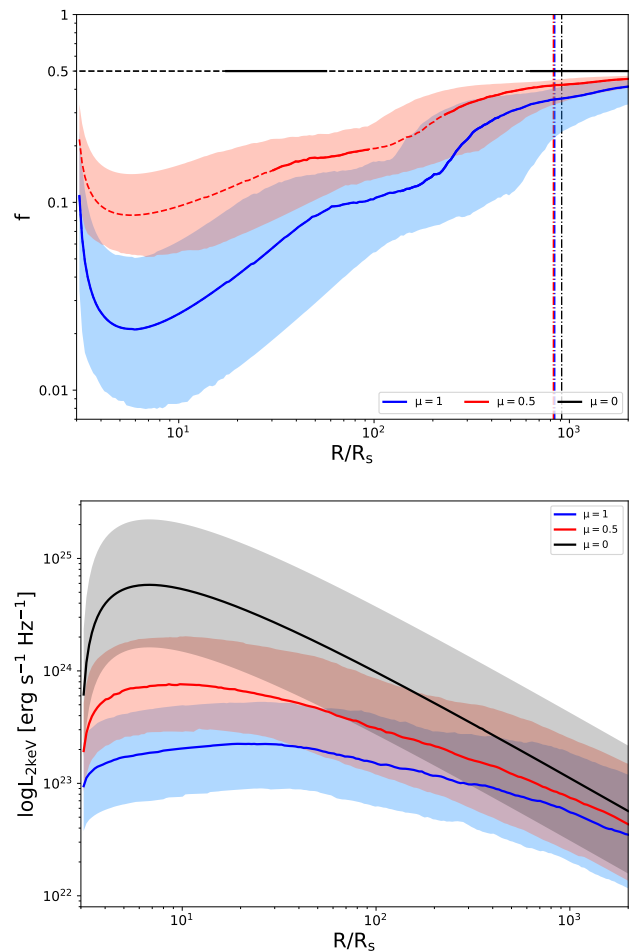 1
0.5
0.1
0.01
f
μ = 1 μ = 0.5 μ = 0
10¹ 10² 10³
R/Rₛ
μ = 1
μ = 0.5
μ = 0
10²⁵
10²⁴
10²³
10²²
logL₂ₖₑV [erg s⁻¹ Hz⁻¹]
10¹ 10² 10³
R/Rₛ